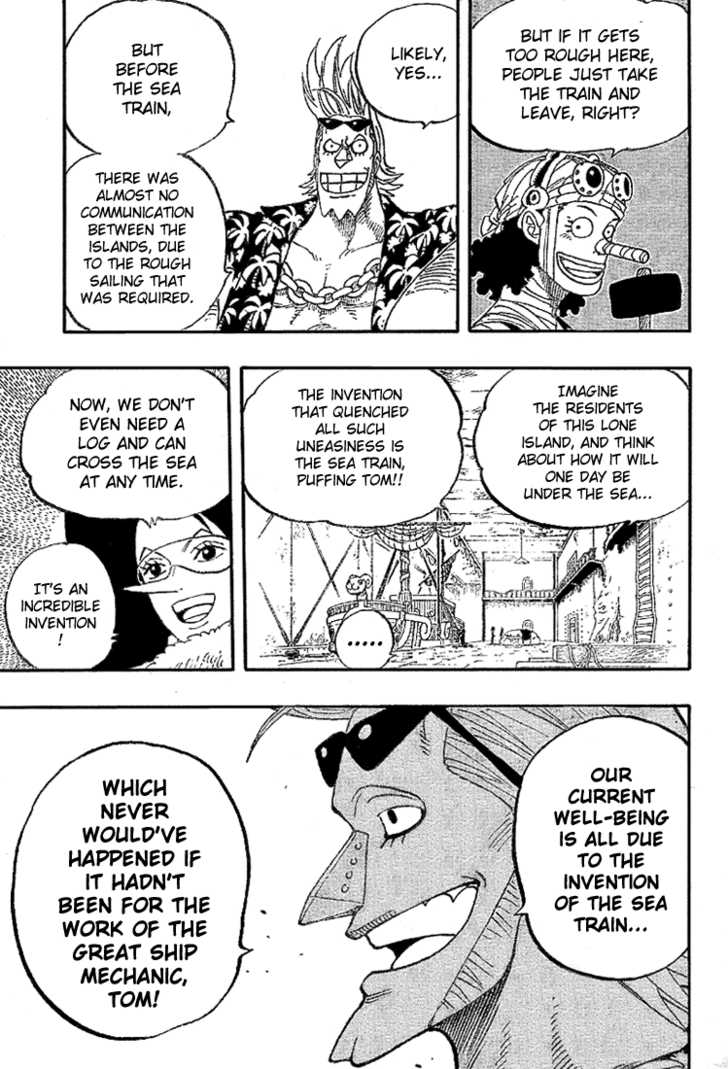 BUT IF IT GETS
TOO ROUGH HERE,
PEOPLE JUST TAKE
THE TRAIN AND
LEAVE, RIGHT?
LIKELY,
YES...
BUT
BEFORE
THE SEA
TRAIN,
THERE WAS
ALMOST NO
COMMUNICATION
BETWEEN THE
ISLANDS, DUE
TO THE ROUGH
SAILING THAT
WAS REQUIRED.
IMAGINE
THE RESIDENTS
OF THIS LONE
ISLAND, AND THINK
ABOUT HOW IT WILL
ONE DAY BE
UNDER THE SEA...
THE INVENTION
THAT QUENCHED
ALL SUCH
UNEASINESS IS
THE SEA TRAIN,
PUFFING TOM!!
......
NOW, WE DON'T
EVEN NEED A
LOG AND CAN
CROSS THE SEA
AT ANY TIME.
IT'S AN
INCREDIBLE
INVENTION
!
OUR
CURRENT
WELL-BEING
IS ALL DUE
TO THE
INVENTION
OF THE SEA
TRAIN...
WHICH
NEVER
WOULD'VE
HAPPENED IF
IT HADN'T
BEEN FOR THE
WORK OF THE
GREAT SHIP
MECHANIC,
TOM!